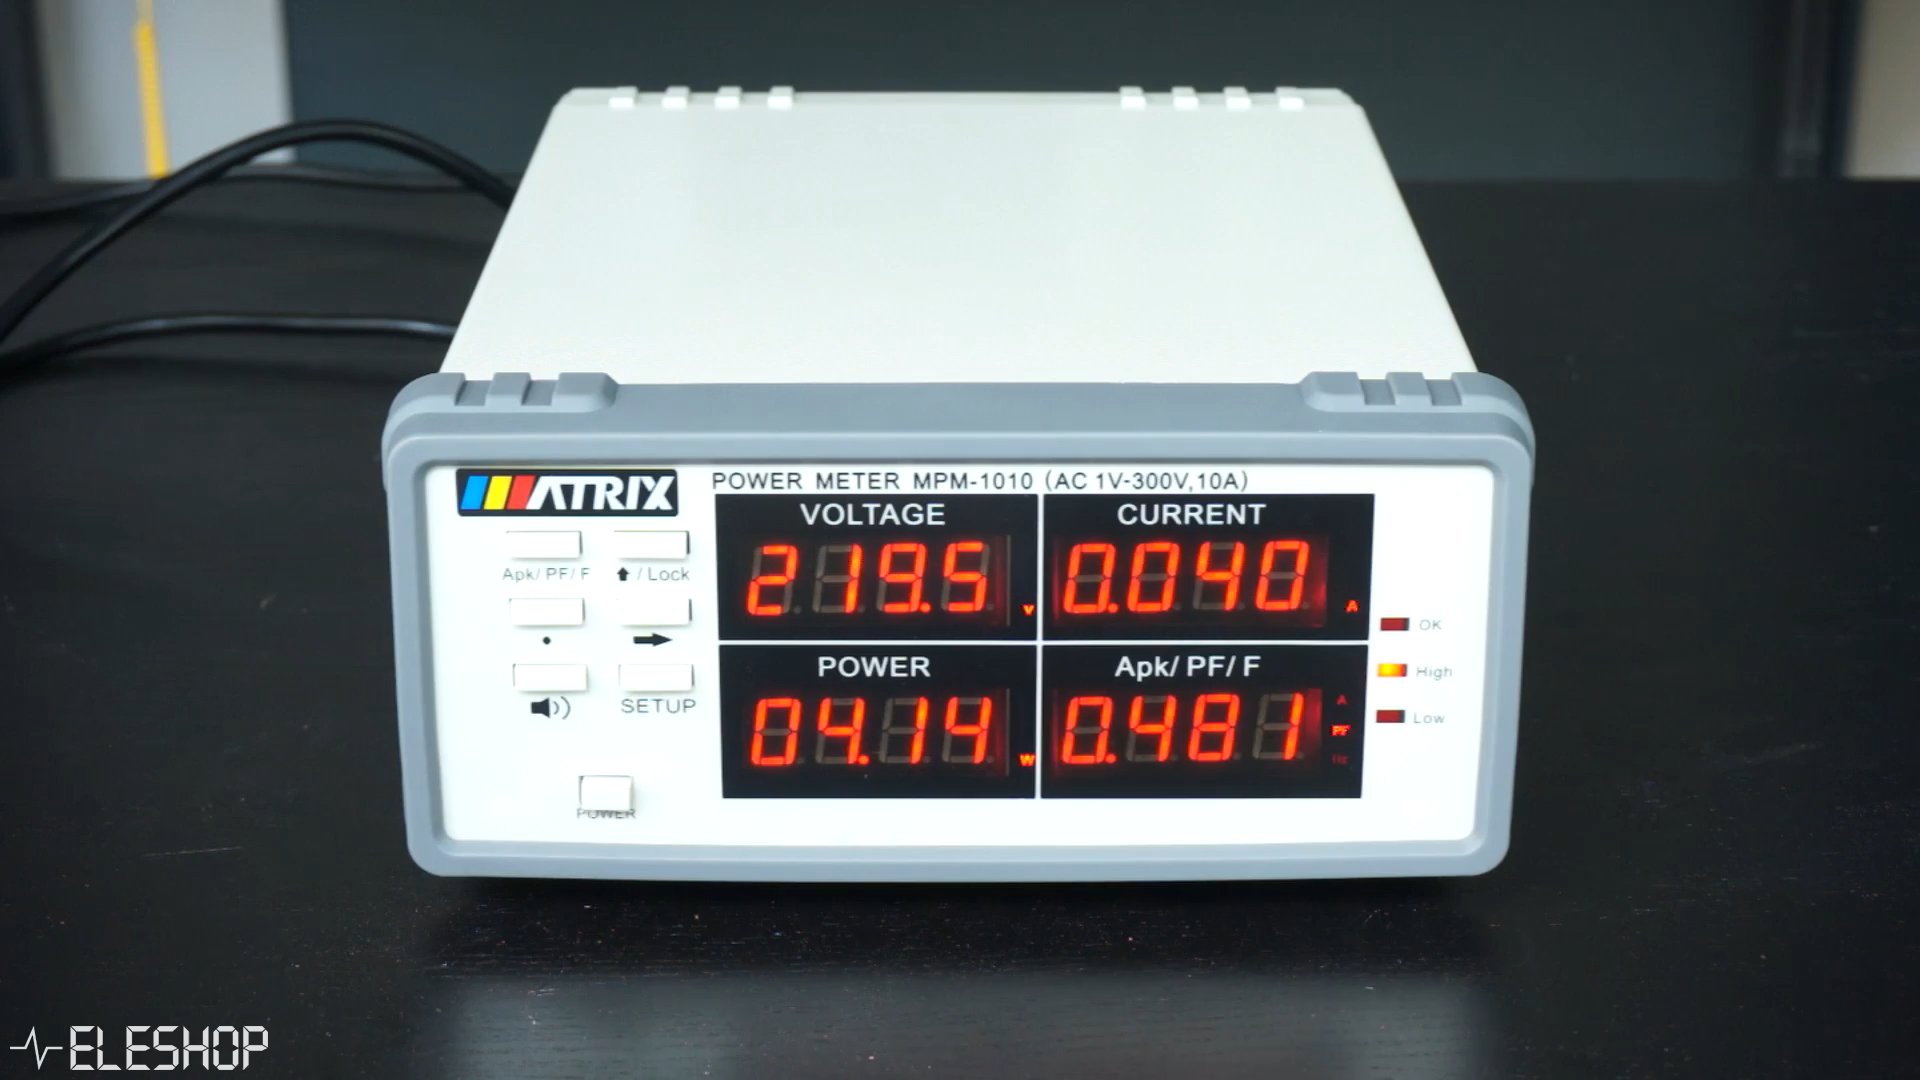 MATRIX
POWER METER MPM-1010 (AC 1V-300V,10A)
VOLTAGE
219.5 V
CURRENT
0.040 A
POWER
04.14 W
Apk/ PF/ F
0.481
A
PF
Hz
Apk/ PF/ F
⬆ / Lock
•
➡
SETUP
POWER
OK
High
Low
ELESHOP